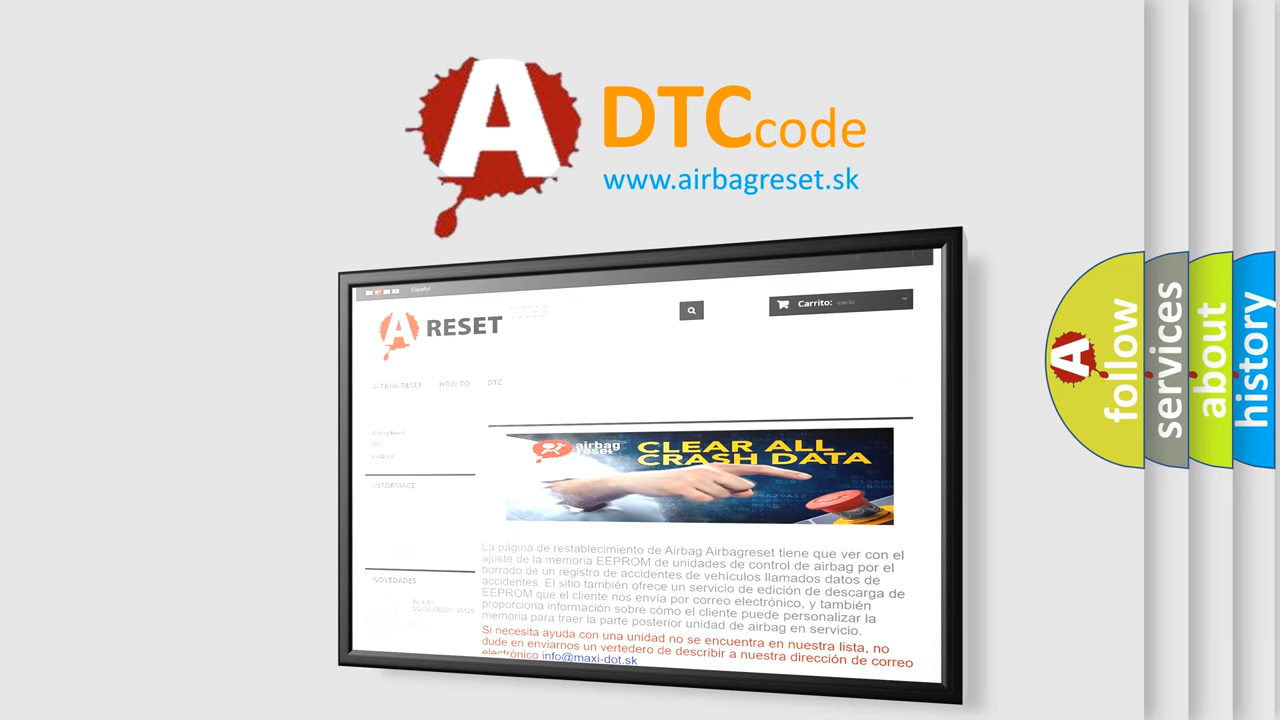 A DTC code
www.airbagreset.sk
Español
A RESET
Carrito: vacío
AIRBAG RESET HOW TO DTC
Airbag Reset
INFORMACE
airbag
reset
CLEAR ALL
CRASH DATA
NOVEDADES
La página de restablecimiento de Airbag Airbagreset tiene que ver con el
ajuste de la memoria EEPROM de unidades de control de airbag por el
borrado de un registro de accidentes de vehículos llamados datos de
accidentes. El sitio también ofrece un servicio de edición de descarga de
EEPROM que el cliente nos envía por correo electrónico, y también
proporciona información sobre cómo el cliente puede personalizar la
memoria para traer la parte posterior unidad de airbag en servicio.
Si necesita ayuda con una unidad no se encuentra en nuestra lista, no
dude en enviarnos un vertedero de describir a nuestra dirección de correo
electrónico info@maxi-dot.sk
A follow
services
about
history